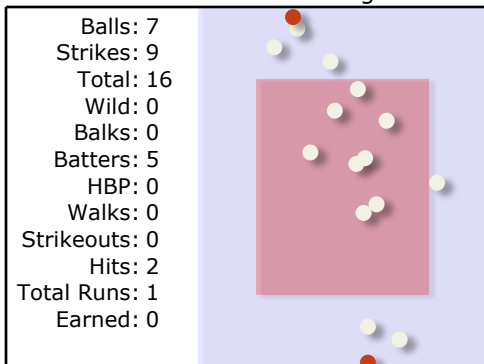 Balls: 7
Strikes: 9
Total: 16
Wild: 0
Balks: 0
Batters: 5
HBP: 0
Walks: 0
Strikeouts: 0
Hits: 2
Total Runs: 1
Earned: 0